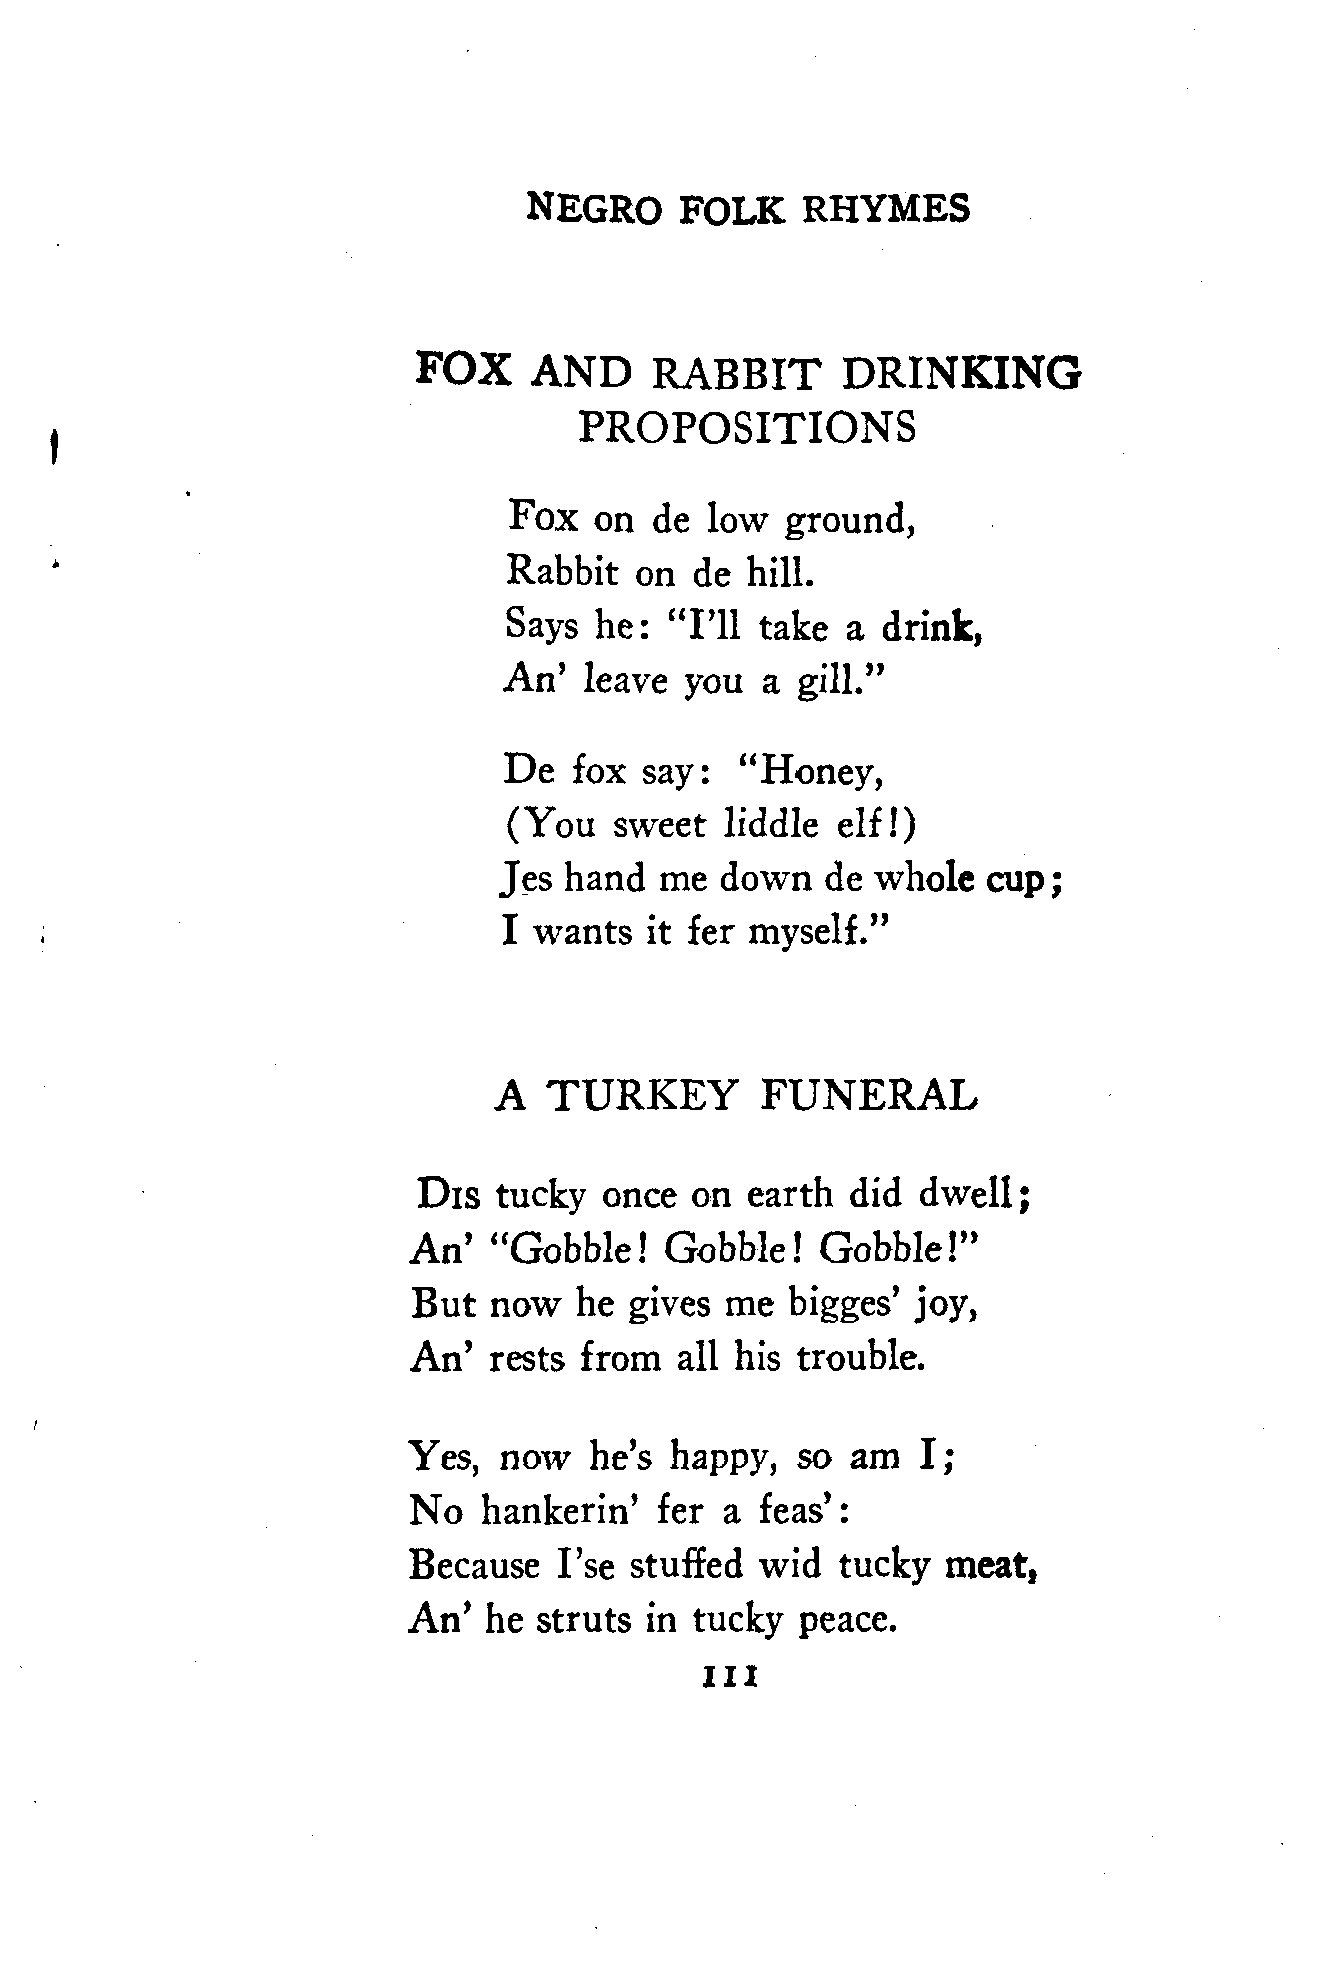 NEGRO FOLK RHYMES
FOX AND RABBIT DRINKING
PROPOSITIONS
Fox on de low ground,
Rabbit on de hill.
Says he: “I’ll take a drink,
An’ leave you a gill.”
De fox say: “Honey,
(You sweet liddle elf!)
Jes hand me down de whole cup;
I wants it fer myself.”
A TURKEY FUNERAL
Dis tucky once on earth did dwell;
An’ “Gobble! Gobble! Gobble!”
But now he gives me bigges’ joy,
An’ rests from all his trouble.
Yes, now he’s happy, so am I;
No hankerin’ fer a feas’:
Because I’se stuffed wid tucky meat,
An’ he struts in tucky peace.
111